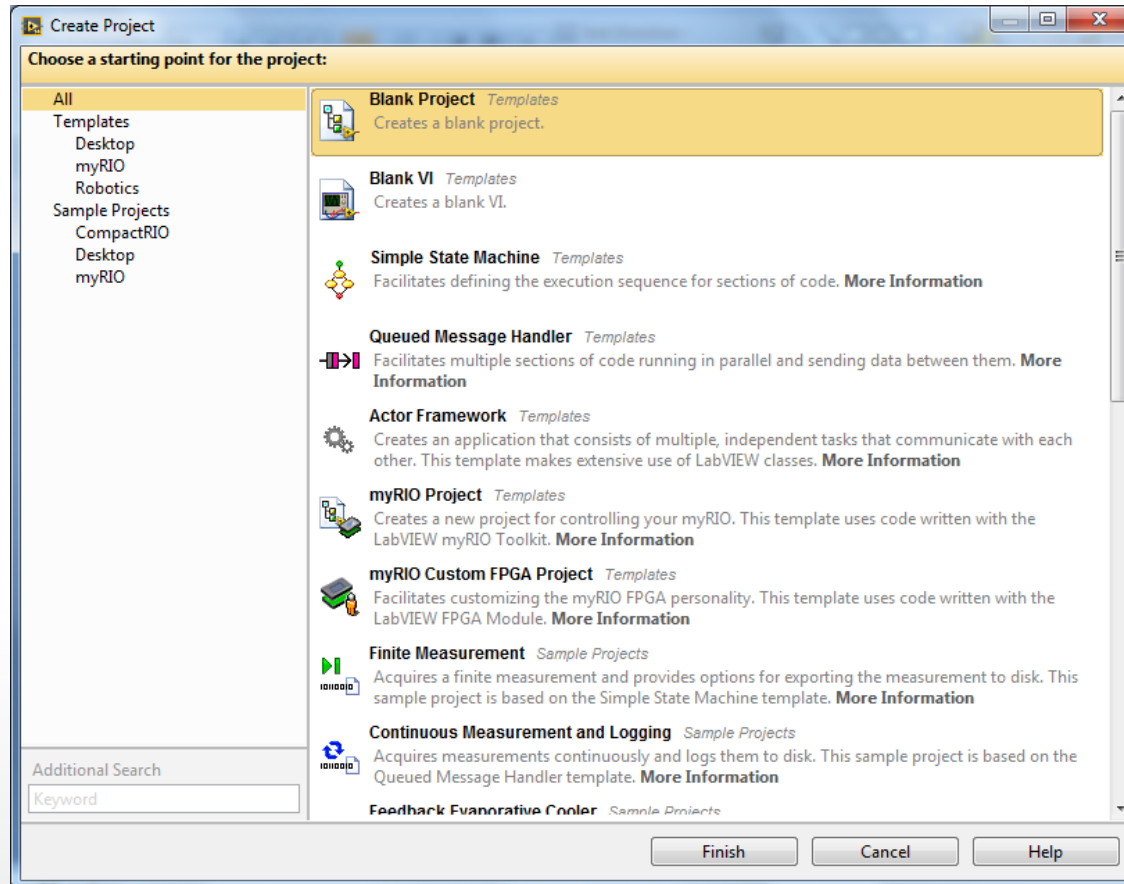 Create Project
Choose a starting point for the project:
All
Templates
Desktop
myRIO
Robotics
Sample Projects
CompactRIO
Desktop
myRIO
Additional Search
Keyword
Blank Project Templates
Creates a blank project.
Blank VI Templates
Creates a blank VI.
Simple State Machine Templates
Facilitates defining the execution sequence for sections of code. More Information
Queued Message Handler Templates
Facilitates multiple sections of code running in parallel and sending data between them. More
Information
Actor Framework Templates
Creates an application that consists of multiple, independent tasks that communicate with each
other. This template makes extensive use of LabVIEW classes. More Information
myRIO Project Templates
Creates a new project for controlling your myRIO. This template uses code written with the
LabVIEW myRIO Toolkit. More Information
myRIO Custom FPGA Project Templates
Facilitates customizing the myRIO FPGA personality. This template uses code written with the
LabVIEW FPGA Module. More Information
Finite Measurement Sample Projects
Acquires a finite measurement and provides options for exporting the measurement to disk. This
sample project is based on the Simple State Machine template. More Information
Continuous Measurement and Logging Sample Projects
Acquires measurements continuously and logs them to disk. This sample project is based on the
Queued Message Handler template. More Information
Feedback Evaporative Cooler Sample Projects
Finish
Cancel
Help